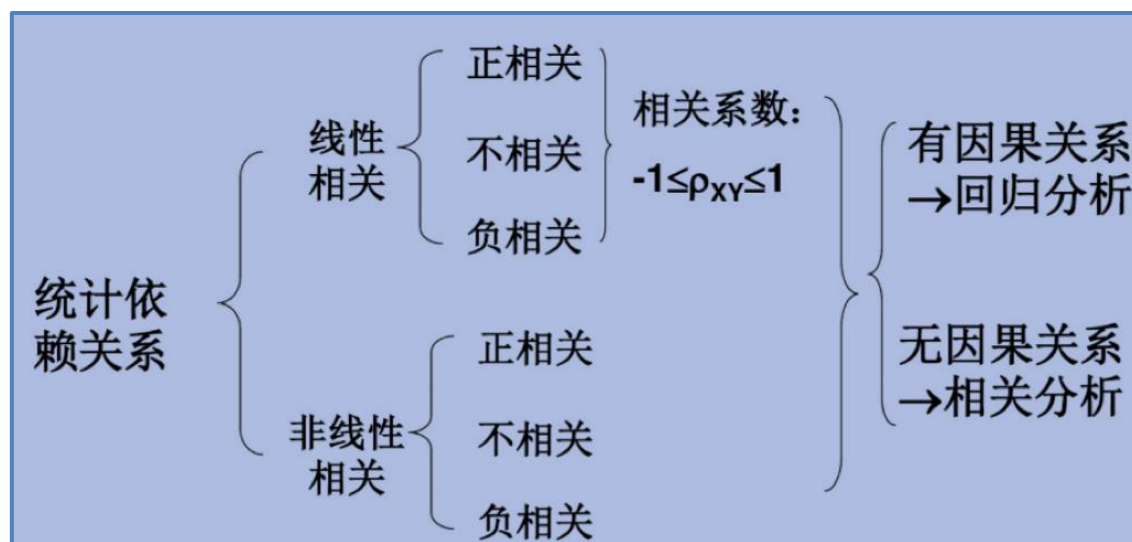 统计依
赖关系
线性
相关
正相关
不相关
负相关
相关系数：
-1≤ρXY≤1
非线性
相关
正相关
不相关
负相关
有因果关系
→回归分析
无因果关系
→相关分析